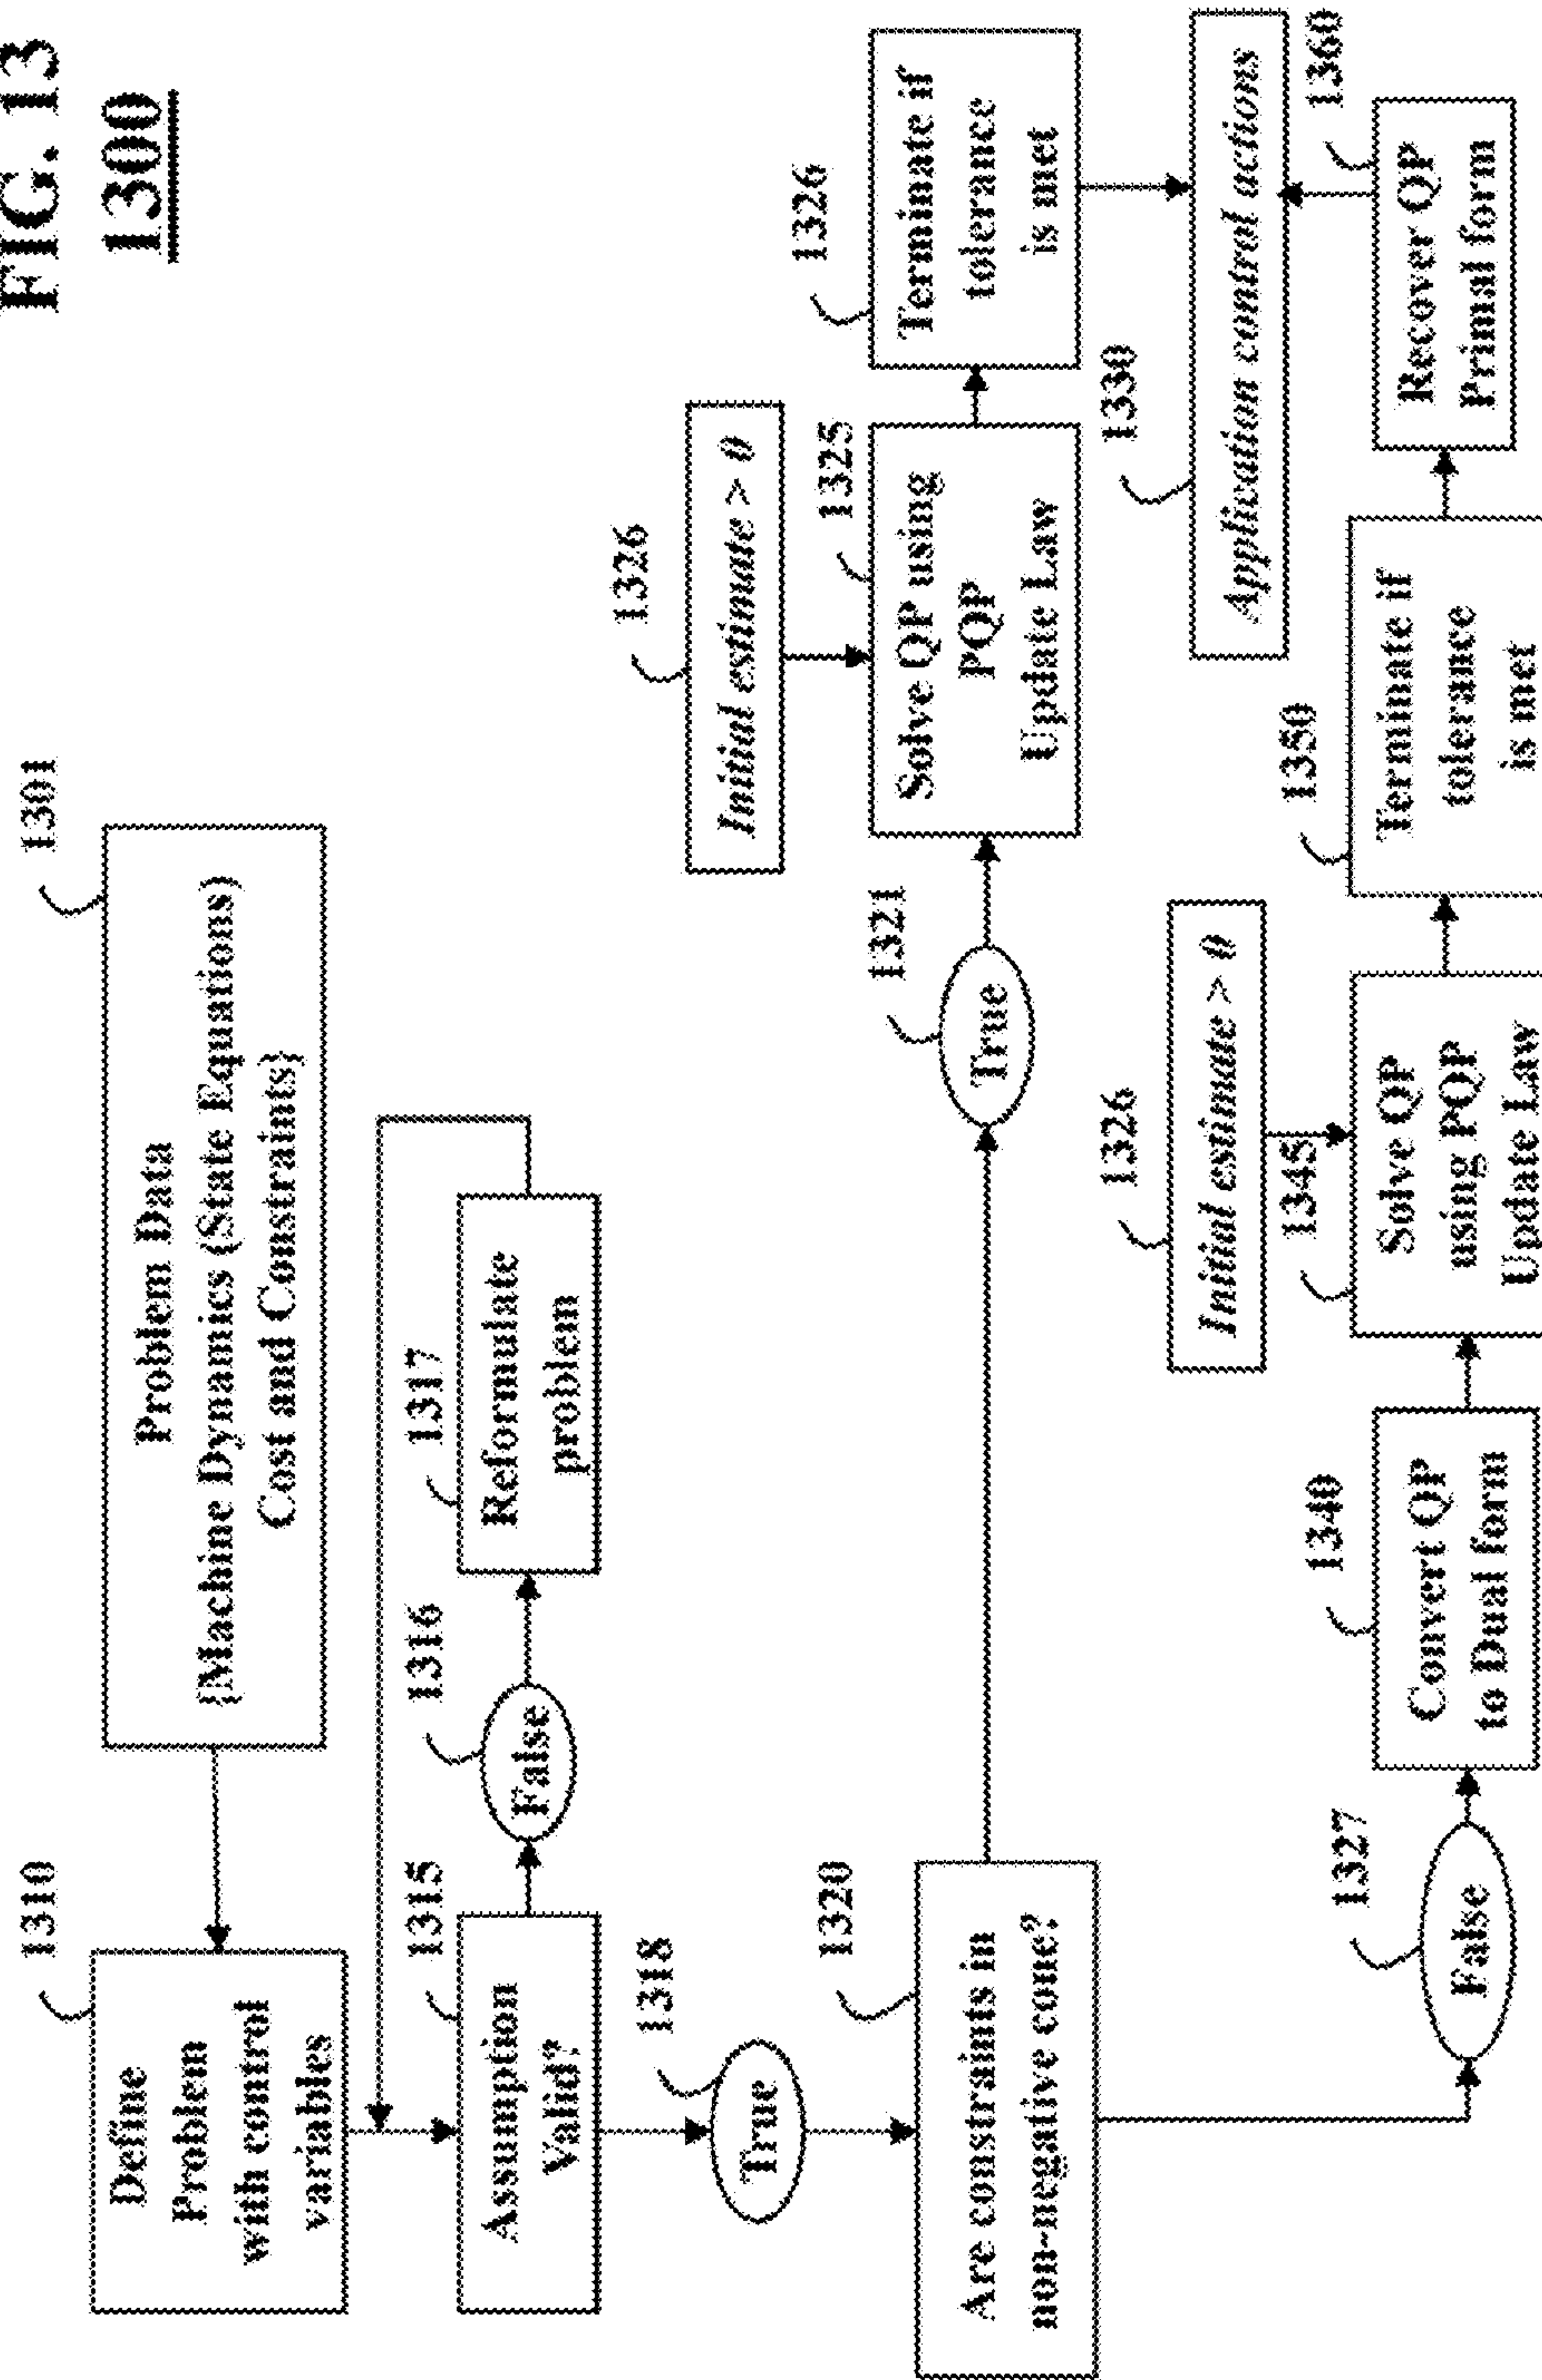 FIG. 13
1300
1301
Problem Data
{Machine Dynamics (State Equations)
Cost and Constraints}
1310
Define
Problem
with control
variables
1315
Assumption
Valid?
1316
False
1317
Reformulate
problem
1318
True
1320
Are constraints in
non-negative cone?
1321
True
1326
Initial estimate > 0
1325
Solve QP using
PQP
Update Law
1326
Terminate if
tolerance
is met
1330
Application control actions
1327
False
1340
Convert QP
to Dual form
1326
Initial estimate > 0
1345
Solve QP
using PQP
Update Law
1350
Terminate if
tolerance
is met
1360
Recover QP
Primal form